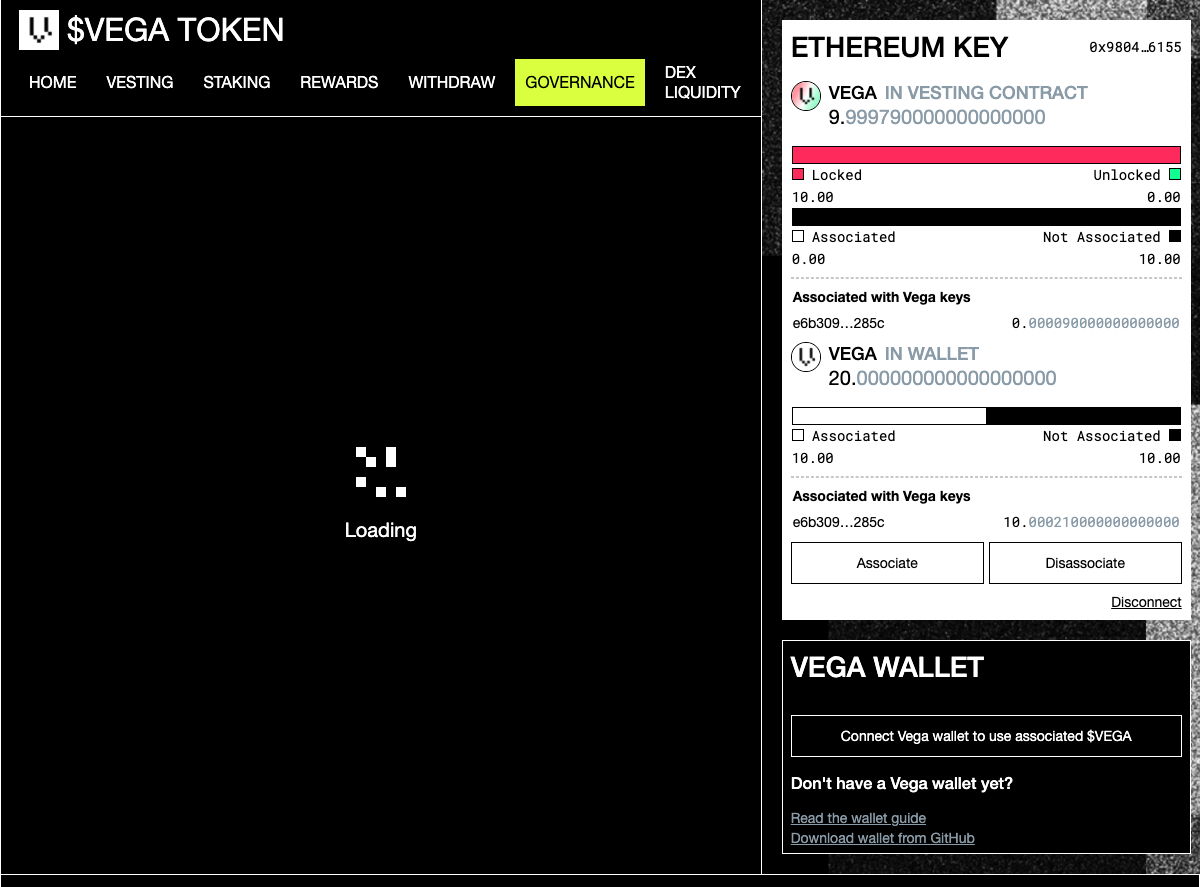 $VEGA TOKEN
HOME VESTING STAKING REWARDS WITHDRAW GOVERNANCE DEX LIQUIDITY
Loading
ETHEREUM KEY 0x9804…6155
VEGA IN VESTING CONTRACT
9.999790000000000000
Locked Unlocked
10.00 0.00
Associated Not Associated
0.00 10.00
Associated with Vega keys
e6b309…285c 0.000090000000000000
VEGA IN WALLET
20.000000000000000000
Associated Not Associated
10.00 10.00
Associated with Vega keys
e6b309…285c 10.000210000000000000
Associate Disassociate
Disconnect
VEGA WALLET
Connect Vega wallet to use associated $VEGA
Don't have a Vega wallet yet?
Read the wallet guide
Download wallet from GitHub